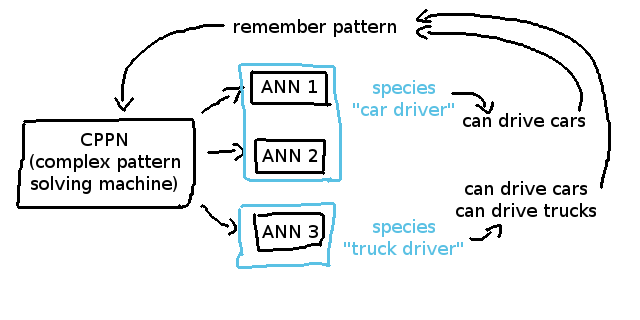 remember pattern
CPPN
(complex pattern
solving machine)
ANN 1
ANN 2
species
"car driver"
can drive cars
ANN 3
species
"truck driver"
can drive cars
can drive trucks